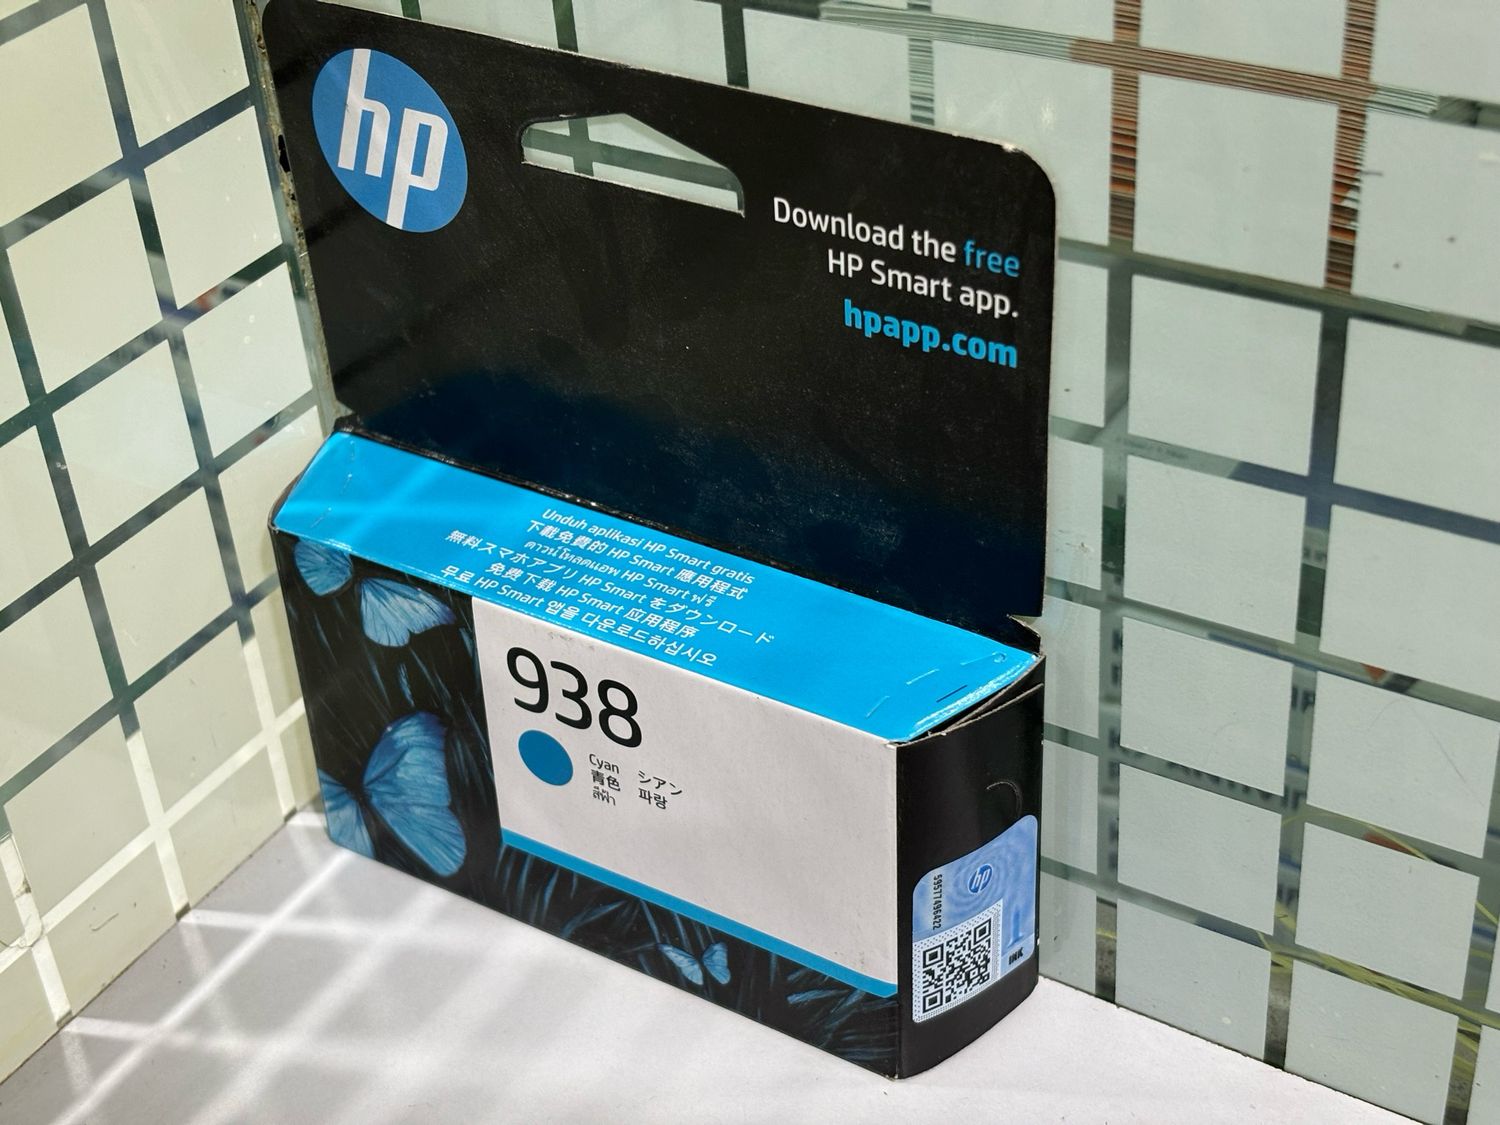 hp
Download the free
HP Smart app.
hpapp.com
Unduh aplikasi HP Smart gratis
下載免費的 HP Smart 應用程式
ดาวน์โหลดแอพ HP Smart ฟรี
無料スマホアプリ HP Smart をダウンロード
免费下载 HP Smart 应用程序
무료 HP Smart 앱을 다운로드하십시오
938
Cyan シアン
青色 파랑
สีฟ้า
hp
59577496422
INK